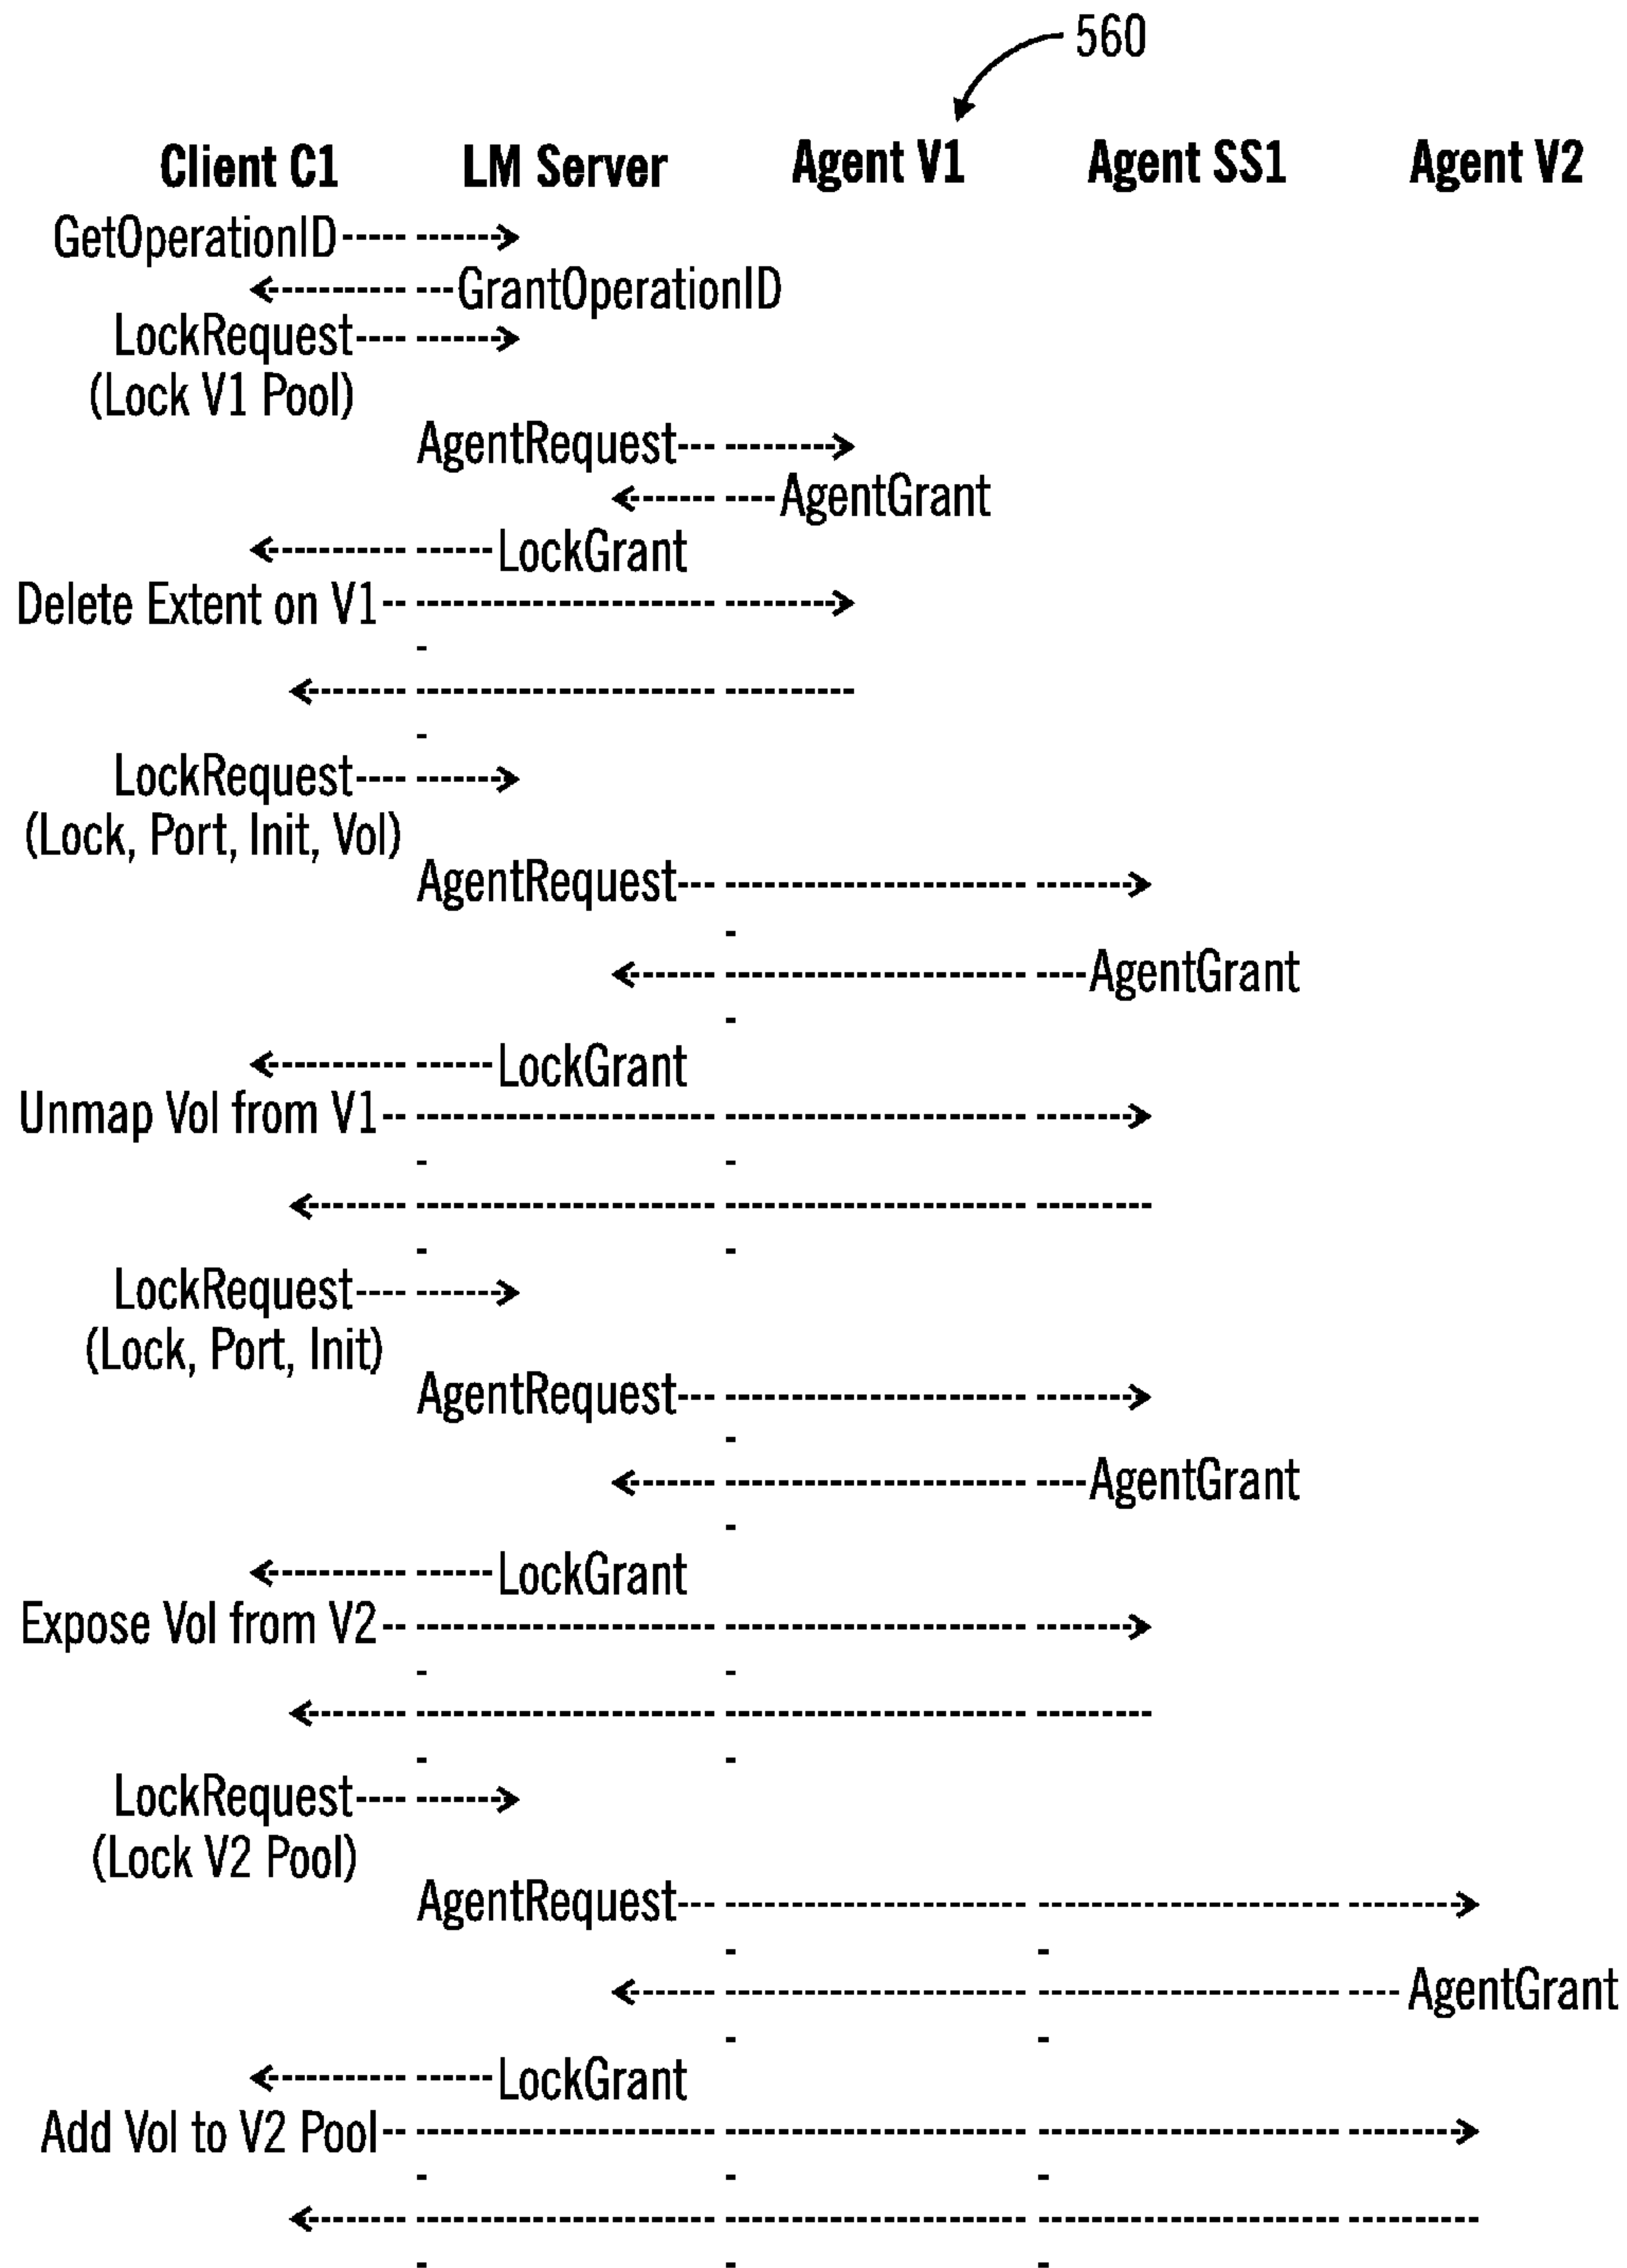 560
Client C1 LM Server Agent V1 Agent SS1 Agent V2
GetOperationID
GrantOperationID
LockRequest
(Lock V1 Pool)
AgentRequest
AgentGrant
LockGrant
Delete Extent on V1
LockRequest
(Lock, Port, Init, Vol)
AgentRequest
AgentGrant
LockGrant
Unmap Vol from V1
LockRequest
(Lock, Port, Init)
AgentRequest
AgentGrant
LockGrant
Expose Vol from V2
LockRequest
(Lock V2 Pool)
AgentRequest
AgentGrant
LockGrant
Add Vol to V2 Pool